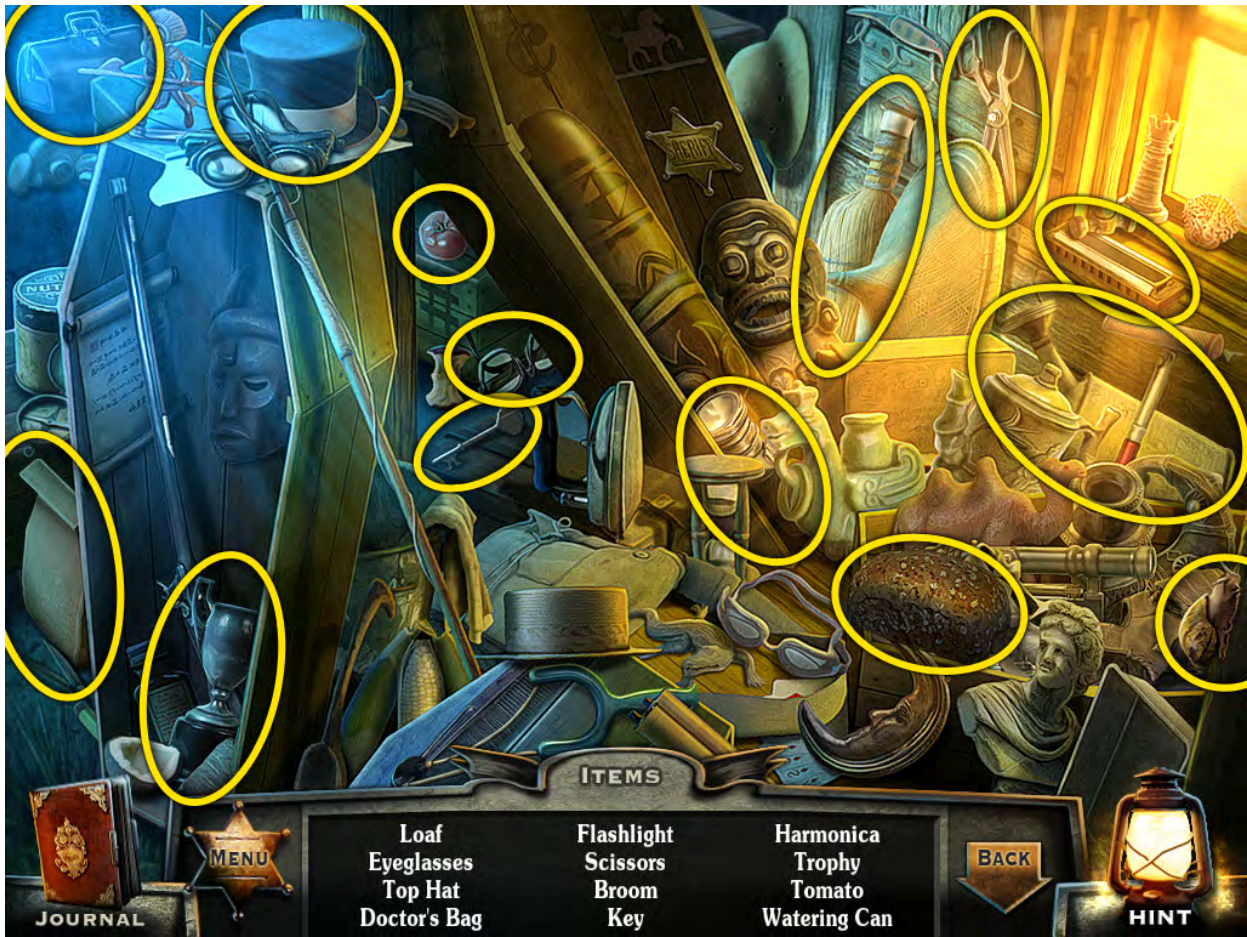 SHERIFF
NUTS
ITEMS
Loaf Flashlight Harmonica
Eyeglasses Scissors Trophy
Top Hat Broom Tomato
Doctor's Bag Key Watering Can
MENU
BACK
JOURNAL
HINT